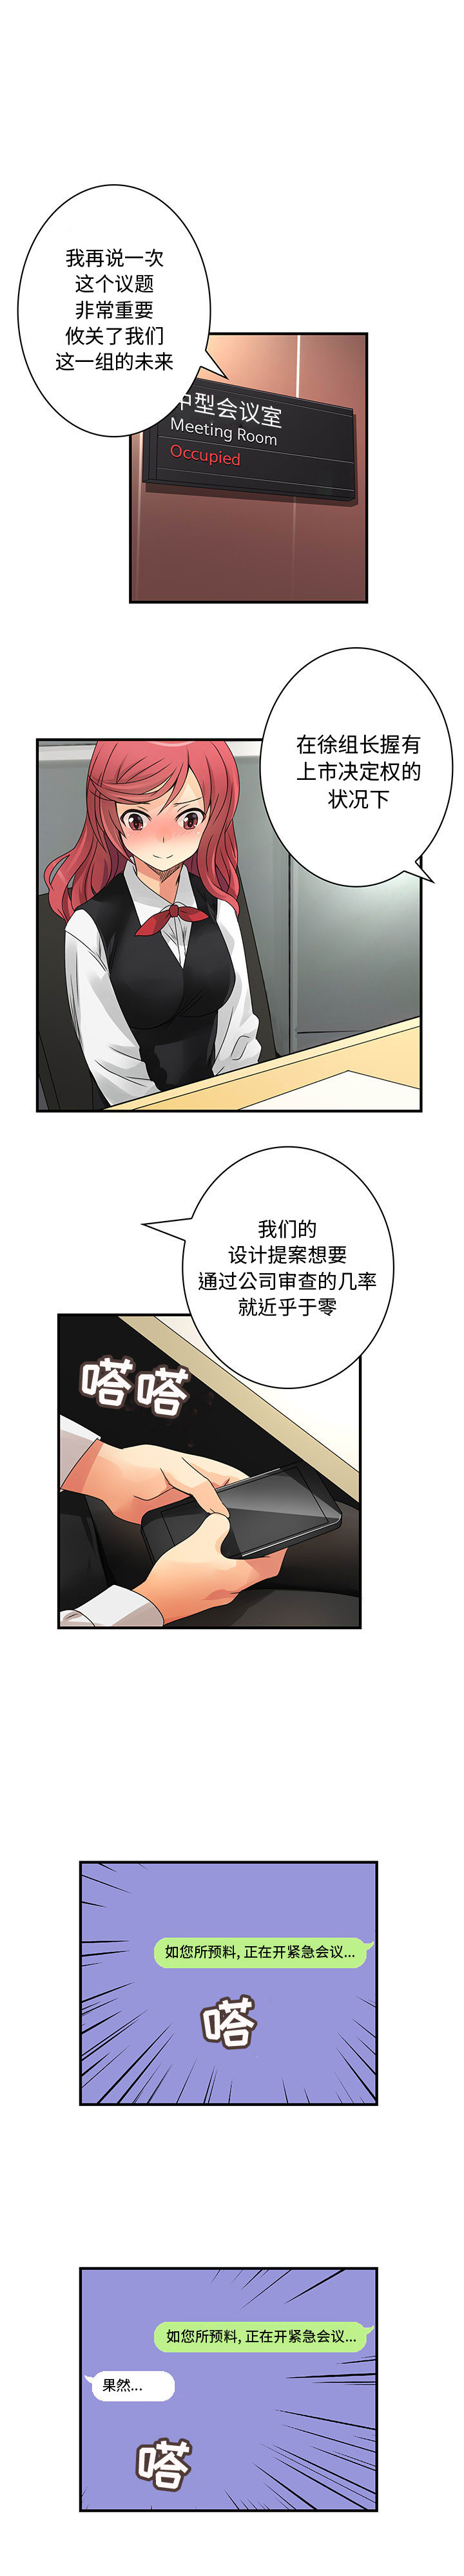 我再说一次
这个议题
非常重要
攸关了我们
这一组的未来
中型会议室
Meeting Room
Occupied
在徐组长握有
上市决定权的
状况下
我们的
设计提案想要
通过公司审查的几率
就近乎于零
嗒嗒
如您所预料, 正在开紧急会议...
嗒
如您所预料, 正在开紧急会议...
果然...
嗒